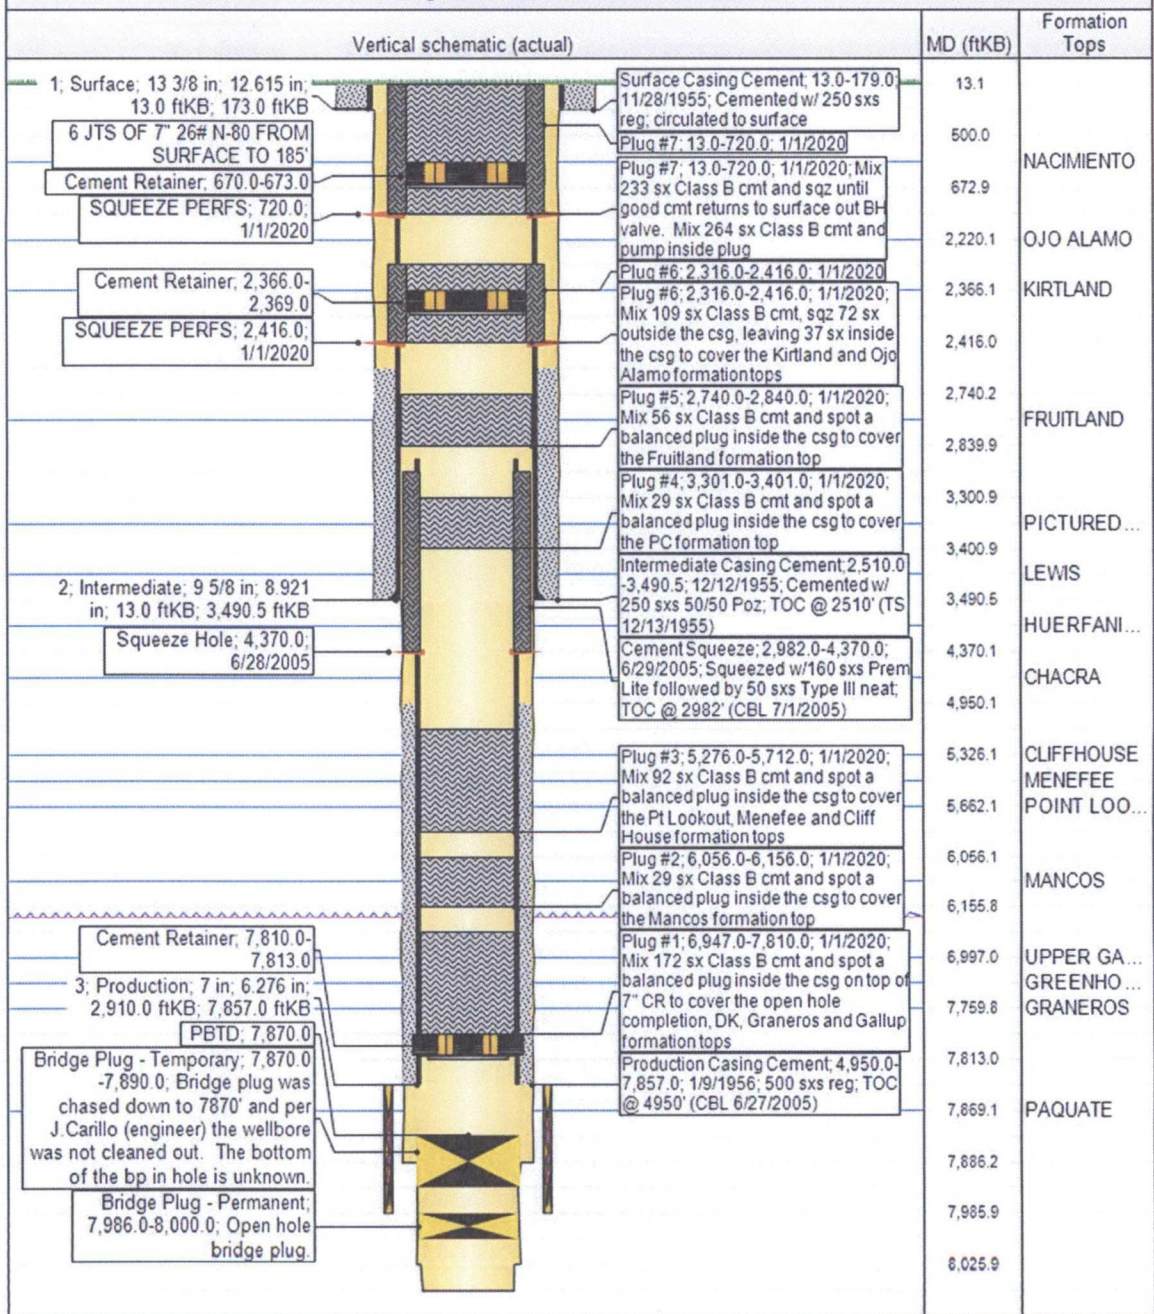 Vertical schematic (actual)
MD (ftKB)
Formation
Tops
1; Surface; 13 3/8 in; 12.615 in;
13.0 ftKB; 173.0 ftKB
6 JTS OF 7" 26# N-80 FROM
SURFACE TO 185'
Cement Retainer; 670.0-673.0
SQUEEZE PERFS; 720.0;
1/1/2020
Cement Retainer; 2,366.0-
2,369.0
SQUEEZE PERFS; 2,416.0;
1/1/2020
2; Intermediate; 9 5/8 in; 8.921
in; 13.0 ftKB; 3,490.5 ftKB
Squeeze Hole; 4,370.0;
6/28/2005
Cement Retainer; 7,810.0-
7,813.0
3; Production; 7 in; 6.276 in;
2,910.0 ftKB; 7,857.0 ftKB
PBTD; 7,870.0
Bridge Plug - Temporary; 7,870.0
-7,890.0; Bridge plug was
chased down to 7870' and per
J.Carillo (engineer) the wellbore
was not cleaned out. The bottom
of the bp in hole is unknown.
Bridge Plug - Permanent;
7,986.0-8,000.0; Open hole
bridge plug.
Surface Casing Cement; 13.0-179.0;
11/28/1955; Cemented w/ 250 sxs
reg; circulated to surface
Plug #7; 13.0-720.0; 1/1/2020
Plug #7; 13.0-720.0; 1/1/2020; Mix
233 sx Class B cmt and sqz until
good cmt returns to surface out BH
valve. Mix 264 sx Class B cmt and
pump inside plug
Plug #6; 2,316.0-2,416.0; 1/1/2020
Plug #6; 2,316.0-2,416.0; 1/1/2020;
Mix 109 sx Class B cmt, sqz 72 sx
outside the csg, leaving 37 sx inside
the csg to cover the Kirtland and Ojo
Alamo formation tops
Plug #5; 2,740.0-2,840.0; 1/1/2020;
Mix 56 sx Class B cmt and spot a
balanced plug inside the csg to cover
the Fruitland formation top
Plug #4; 3,301.0-3,401.0; 1/1/2020;
Mix 29 sx Class B cmt and spot a
balanced plug inside the csg to cover
the PC formation top
Intermediate Casing Cement; 2,510.0
-3,490.5; 12/12/1955; Cemented w/
250 sxs 50/50 Poz; TOC @ 2510' (TS
12/13/1955)
Cement Squeeze; 2,982.0-4,370.0;
6/29/2005; Squeezed w/160 sxs Prem
Lite followed by 50 sxs Type III neat;
TOC @ 2982' (CBL 7/1/2005)
Plug #3; 5,276.0-5,712.0; 1/1/2020;
Mix 92 sx Class B cmt and spot a
balanced plug inside the csg to cover
the Pt Lookout, Menefee and Cliff
House formation tops
Plug #2; 6,056.0-6,156.0; 1/1/2020;
Mix 29 sx Class B cmt and spot a
balanced plug inside the csg to cover
the Mancos formation top
Plug #1; 6,947.0-7,810.0; 1/1/2020;
Mix 172 sx Class B cmt and spot a
balanced plug inside the csg on top of
7" CR to cover the open hole
completion, DK, Graneros and Gallup
formation tops
Production Casing Cement; 4,950.0-
7,857.0; 1/9/1956; 500 sxs reg; TOC
@ 4950' (CBL 6/27/2005)
13.1
500.0
672.9
2,220.1
2,366.1
2,416.0
2,740.2
2,839.9
3,300.9
3,400.9
3,490.5
4,370.1
4,950.1
5,326.1
5,662.1
6,056.1
6,155.8
6,997.0
7,759.8
7,813.0
7,869.1
7,886.2
7,985.9
8,025.9
NACIMIENTO
OJO ALAMO
KIRTLAND
FRUITLAND
PICTURED ...
LEWIS
HUERFANI...
CHACRA
CLIFFHOUSE
MENEFEE
POINT LOO...
MANCOS
UPPER GA...
GREENHO ...
GRANEROS
PAQUATE